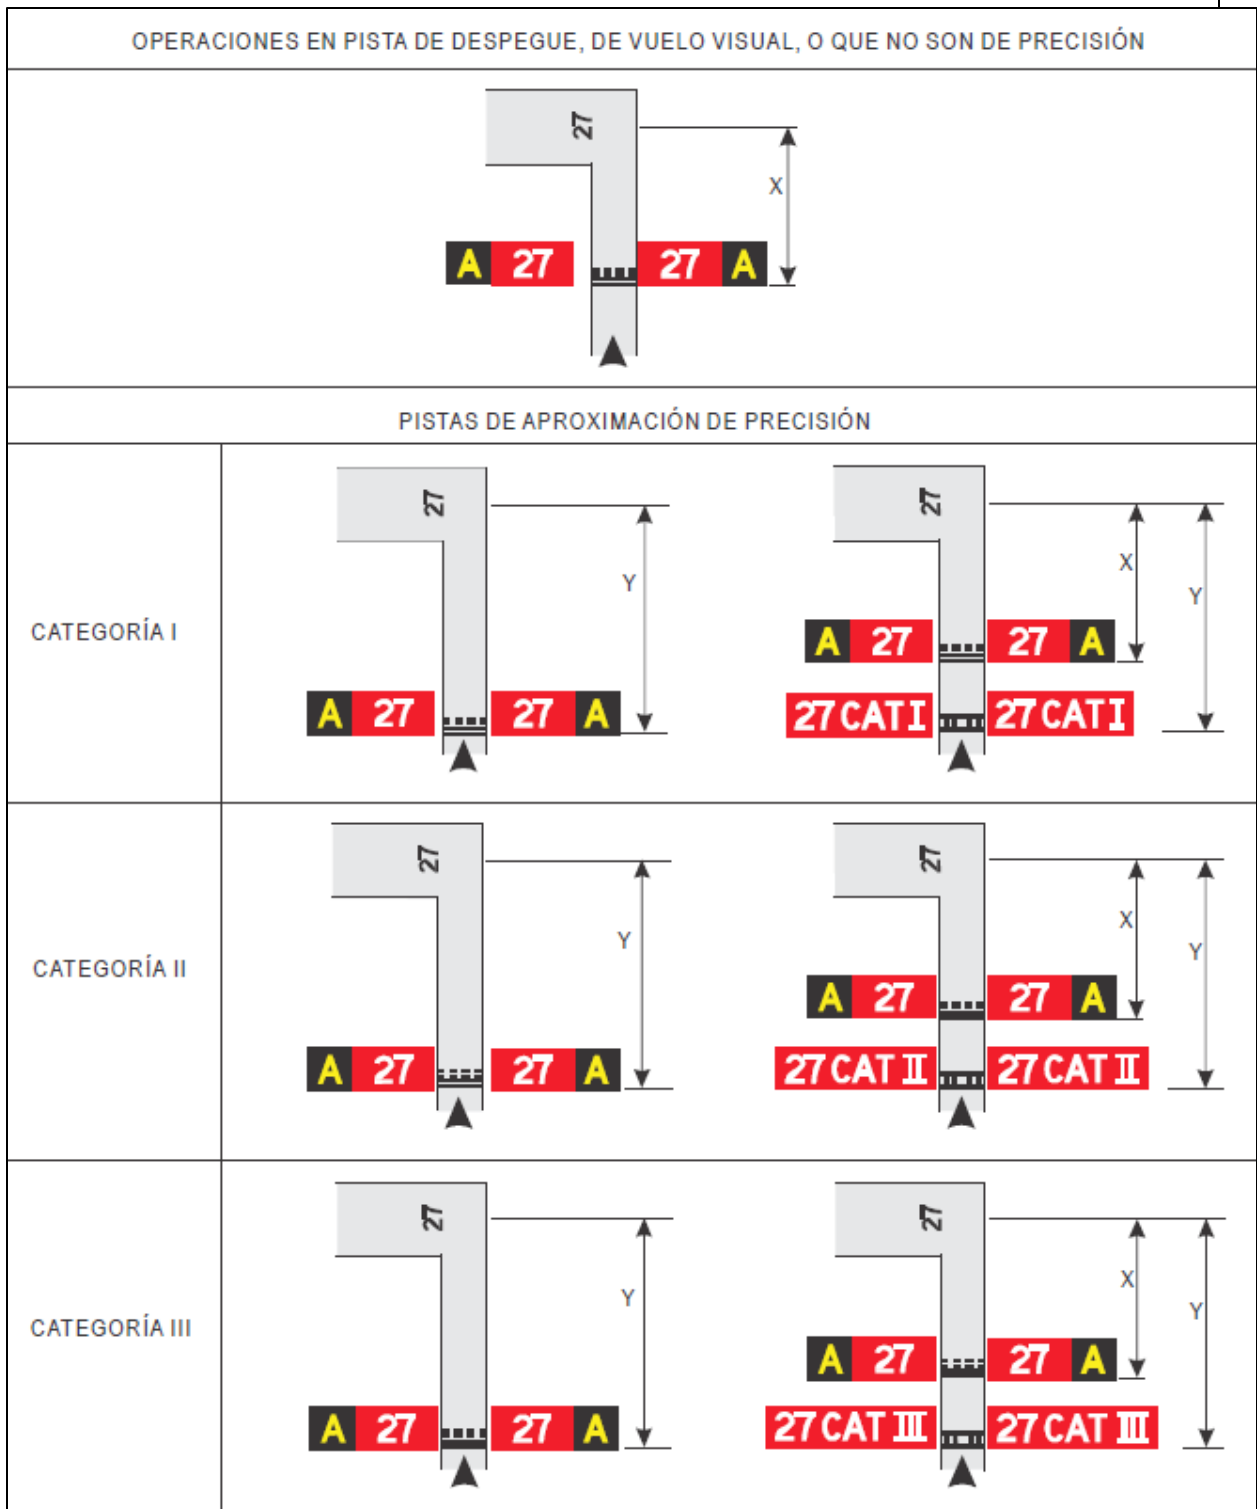 OPERACIONES EN PISTA DE DESPEGUE, DE VUELO VISUAL, O QUE NO SON DE PRECISIÓN
27
X
A 27 27 A
PISTAS DE APROXIMACIÓN DE PRECISIÓN
CATEGORÍA I
27
Y
A 27 27 A
27
X
Y
A 27 27 A
27 CAT I 27 CAT I
CATEGORÍA II
27
Y
A 27 27 A
27
X
Y
A 27 27 A
27 CAT II 27 CAT II
CATEGORÍA III
27
Y
A 27 27 A
27
X
Y
A 27 27 A
27 CAT III 27 CAT III